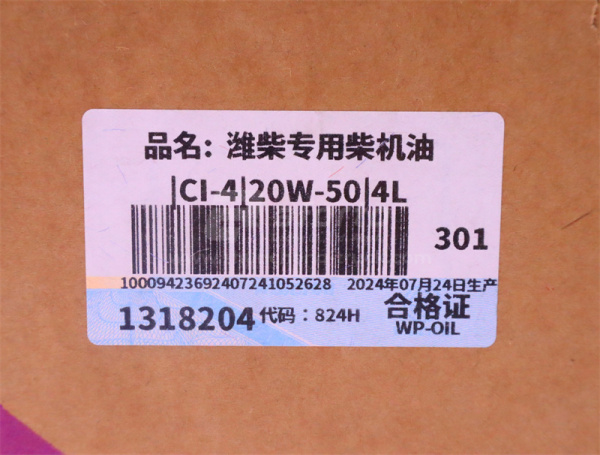 品名：潍柴专用柴机油
|CI-4|20W-50|4L
301
10009423692407241052628 2024年07月24日生产
1318204 代码：824H 合格证
WP-OiL